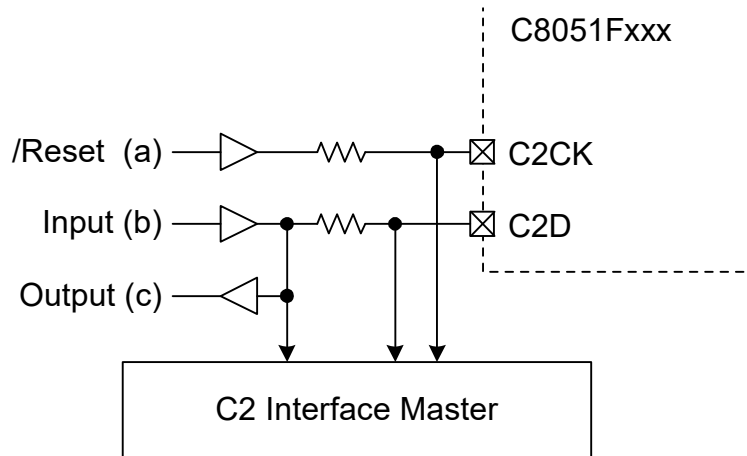 C8051Fxxx
/Reset (a)
C2CK
Input (b)
C2D
Output (c)
C2 Interface Master